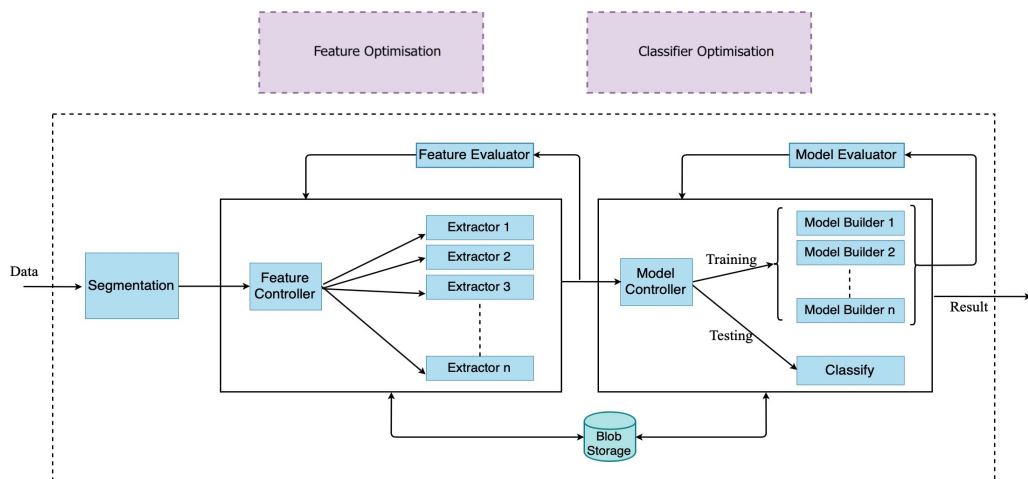 Feature Optimisation
Classifier Optimisation
Feature Evaluator
Model Evaluator
Data
Segmentation
Feature
Controller
Extractor 1
Extractor 2
Extractor 3
Extractor n
Model
Controller
Training
Testing
Model Builder 1
Model Builder 2
Model Builder n
Classify
Result
Blob
Storage